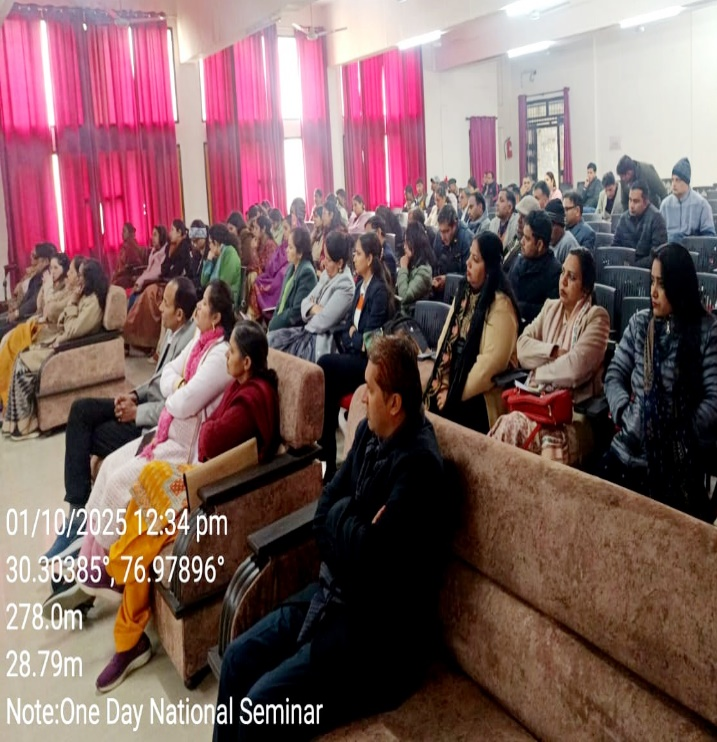 01/10/2025 12:34 pm
30.30385°, 76.97896°
278.0m
28.79m
Note:One Day National Seminar